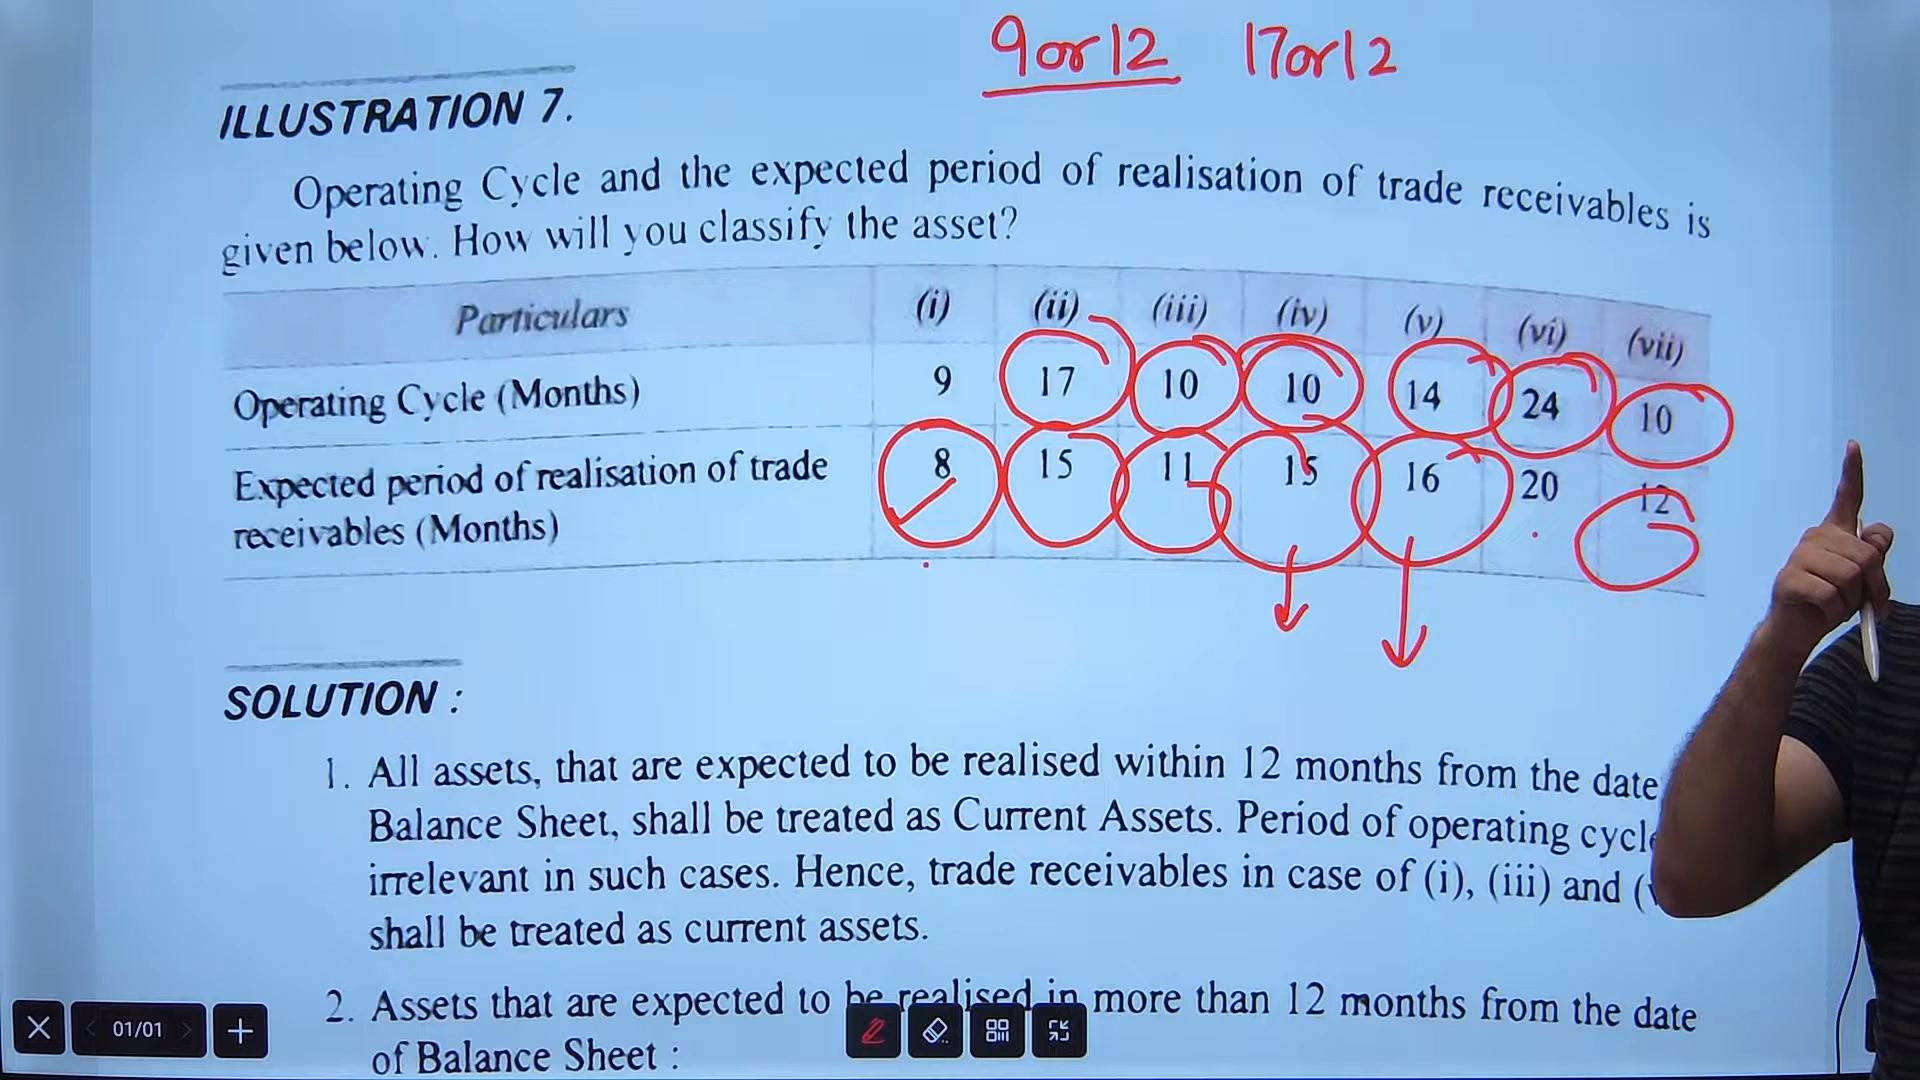 9 or 12 17 or 12
ILLUSTRATION 7.
Operating Cycle and the expected period of realisation of trade receivables is
given below. How will you classify the asset?
Particulars (i) (ii) (iii) (iv) (v) (vi) (vii)
Operating Cycle (Months) 9 17 10 10 14 24 10
Expected period of realisation of trade 8 15 11 15 16 20 12
receivables (Months)
SOLUTION :
1. All assets, that are expected to be realised within 12 months from the date
Balance Sheet, shall be treated as Current Assets. Period of operating
irrelevant in such cases. Hence, trade receivables in case of (i), (iii) and
shall be treated as current assets.
2. Assets that are expected to be realised in more than 12 months from the date
of Balance Sheet :
01/01